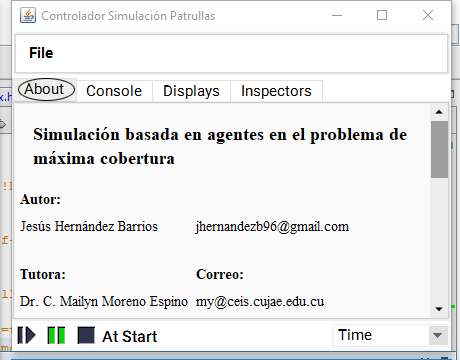 Controlador Simulación Patrullas
File
About Console Displays Inspectors
Simulación basada en agentes en el problema de
máxima cobertura
Autor:
Jesús Hernández Barrios jhernandezb96@gmail.com
Tutora: Correo:
Dr. C. Mailyn Moreno Espino my@ceis.cujae.edu.cu
At Start Time